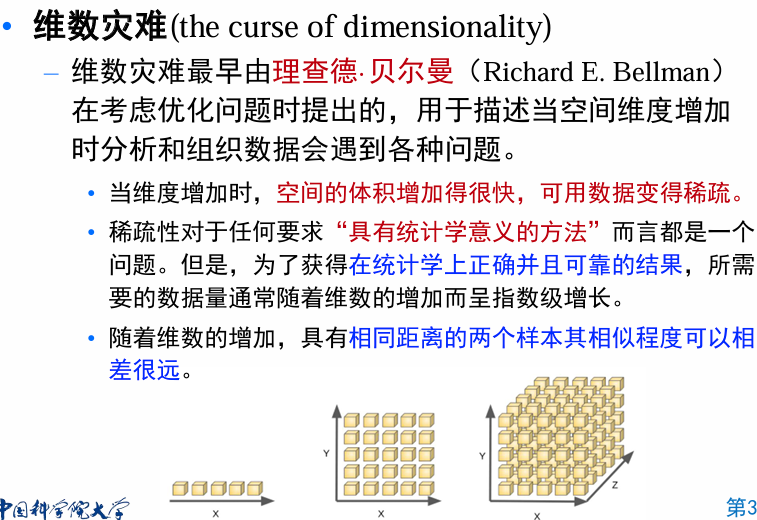 • 维数灾难(the curse of dimensionality)
– 维数灾难最早由理查德·贝尔曼（Richard E. Bellman）
在考虑优化问题时提出的，用于描述当空间维度增加
时分析和组织数据会遇到各种问题。
• 当维度增加时，空间的体积增加得很快，可用数据变得稀疏。
• 稀疏性对于任何要求“具有统计学意义的方法”而言都是一个
问题。但是，为了获得在统计学上正确并且可靠的结果，所需
要的数据量通常随着维数的增加而呈指数级增长。
• 随着维数的增加，具有相同距离的两个样本其相似程度可以相
差很远。
X
Y
X
Y
Z
X
中国科学院大学
第3